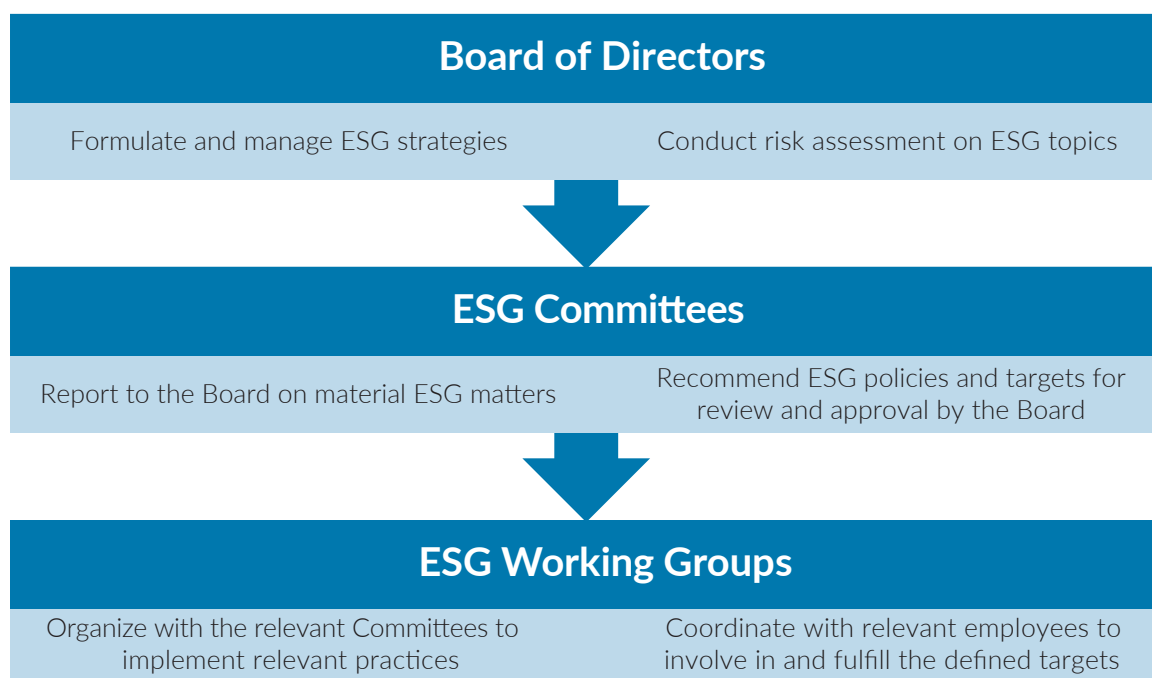 Board of Directors
Formulate and manage ESG strategies
Conduct risk assessment on ESG topics
ESG Committees
Report to the Board on material ESG matters
Recommend ESG policies and targets for
review and approval by the Board
ESG Working Groups
Organize with the relevant Committees to
implement relevant practices
Coordinate with relevant employees to
involve in and fulfill the defined targets